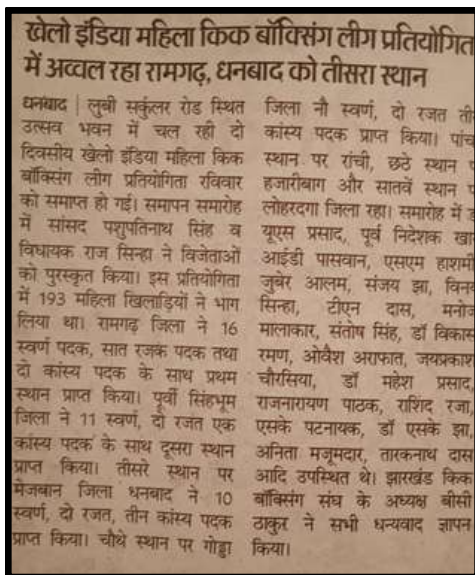 खेलो इंडिया महिला किक बॉक्सिंग लीग प्रतियोगित
में अव्वल रहा रामगढ़, धनबाद को तीसरा स्थान
धनबाद | लुबी सर्कुलर रोड स्थित
उत्सव भवन में चल रही दो
दिवसीय खेलो इंडिया महिला किक
बॉक्सिंग लीग प्रतियोगिता रविवार
को समाप्त हो गई। समापन समारोह
में सांसद पशुपतिनाथ सिंह व
विधायक राज सिन्हा ने विजेताओं
को पुरस्कृत किया। इस प्रतियोगिता
में 193 महिला खिलाड़ियों ने भाग
लिया था। रामगढ़ जिला ने 16
स्वर्ण पदक, सात रजक पदक तथा
दो कांस्य पदक के साथ प्रथम
स्थान प्राप्त किया। पूर्वी सिंहभूम
जिला ने 11 स्वर्ण, दो रजत एक
कांस्य पदक के साथ दूसरा स्थान
प्राप्त किया। तीसरे स्थान पर
मेजबान जिला धनबाद ने 10
स्वर्ण, दो रजत, तीन कांस्य पदक
प्राप्त किया। चौथे स्थान पर गोड्डा
जिला नौ स्वर्ण, दो रजत ती
कांस्य पदक प्राप्त किया। पांच
स्थान पर रांची, छठे स्थान
हजारीबाग और सातवें स्थान
लोहरदगा जिला रहा। समारोह में
यूएस प्रसाद, पूर्व निदेशक खा
आईडी पासवान, एसएम हाशमी
जुबेर आलम, संजय झा, विन
सिन्हा, टीएन दास, मनोज
मालाकार, संतोष सिंह, डॉ विकास
रमण, ओवैश अराफात, जयप्रकाश
चौरसिया, डॉ महेश प्रसाद,
राजनारायण पाठक, राशिद रजा,
एसके पटनायक, डॉ एसके झा,
अनिता मजूमदार, तारकनाथ दास
आदि उपस्थित थे। झारखंड किक
बॉक्सिंग संघ के अध्यक्ष बीसी
ठाकुर ने सभी धन्यवाद ज्ञापन
किया।